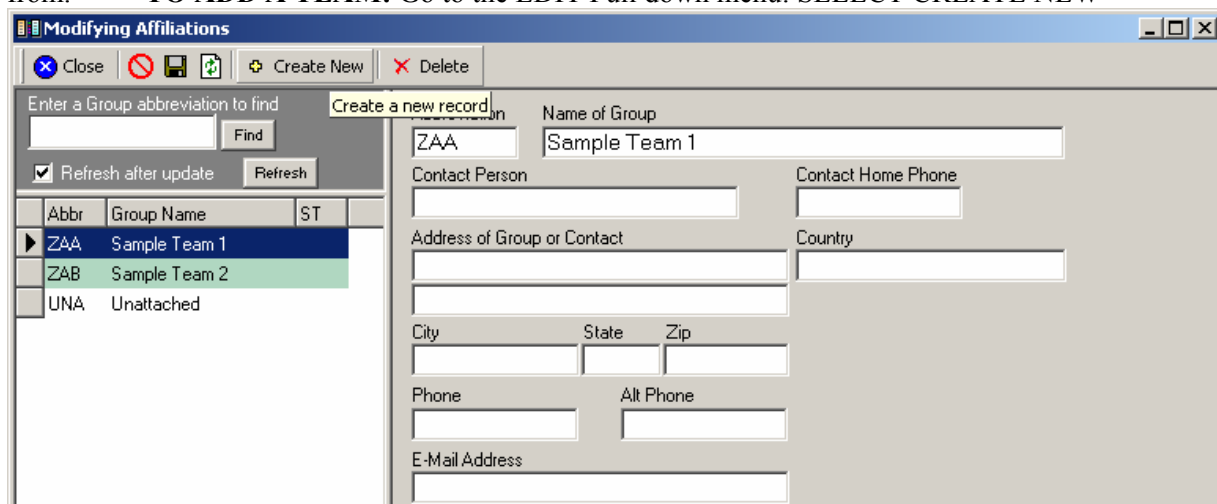 from. TO ADD A TEAM: Go to the EDIT Pull down menu. SELECT CREATE NEW
Modifying Affiliations
Close Create New Delete
Enter a Group abbreviation to find
Create a new record
Find
Refresh after update Refresh
Abbr Group Name ST
ZAA Sample Team 1
ZAB Sample Team 2
UNA Unattached
Name of Group
ZAA Sample Team 1
Contact Person Contact Home Phone
Address of Group or Contact Country
City State Zip
Phone Alt Phone
E-Mail Address